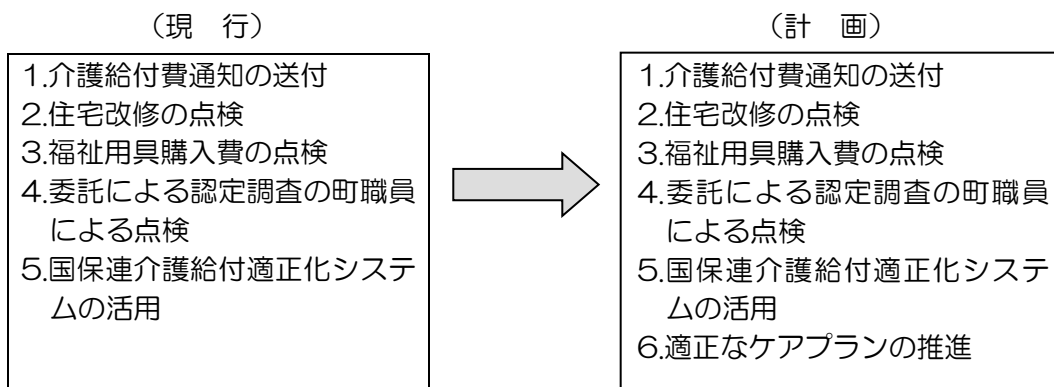 （現　行）
1.介護給付費通知の送付
2.住宅改修の点検
3.福祉用具購入費の点検
4.委託による認定調査の町職員
による点検
5.国保連介護給付適正化システ
ムの活用
（計　画）
1.介護給付費通知の送付
2.住宅改修の点検
3.福祉用具購入費の点検
4.委託による認定調査の町職員
による点検
5.国保連介護給付適正化システ
ムの活用
6.適正なケアプランの推進